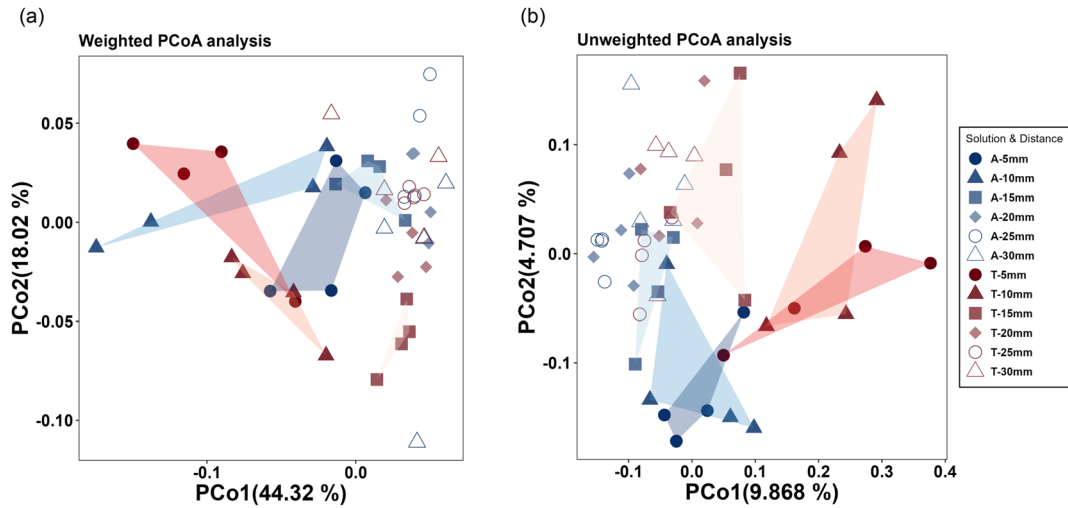 (a)
Weighted PCoA analysis
0.05
0.00
-0.05
-0.10
PCo2(18.02 %)
-0.1
0.0
PCo1(44.32 %)
(b)
Unweighted PCoA analysis
0.1
0.0
-0.1
PCo2(4.707 %)
-0.1
0.0
0.1
0.2
0.3
0.4
PCo1(9.868 %)
Solution & Distance
A-5mm
A-10mm
A-15mm
A-20mm
A-25mm
A-30mm
T-5mm
T-10mm
T-15mm
T-20mm
T-25mm
T-30mm